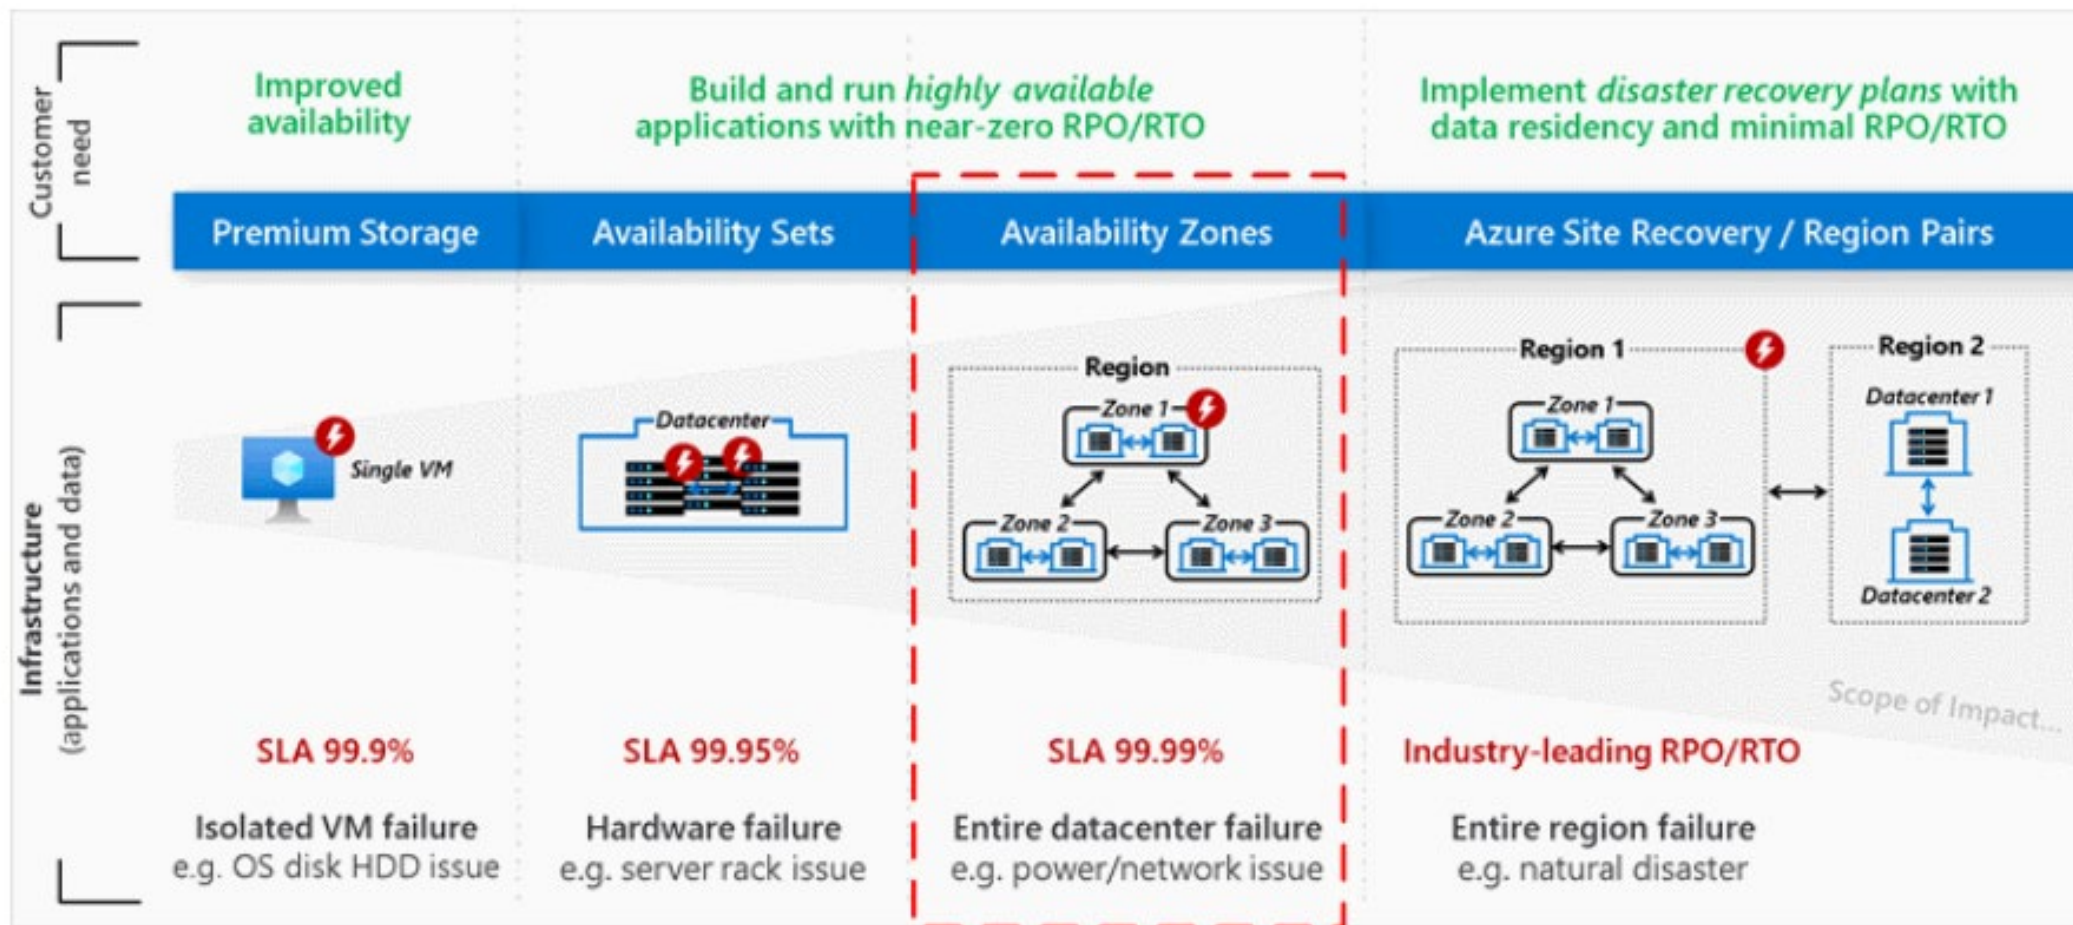 Customer
need
Improved
availability
Build and run highly available
applications with near-zero RPO/RTO
Implement disaster recovery plans with
data residency and minimal RPO/RTO
Premium Storage
Availability Sets
Availability Zones
Azure Site Recovery / Region Pairs
Infrastructure
(applications and data)
Single VM
Datacenter
Region
Zone 1
Zone 2
Zone 3
Region 1
Zone 1
Zone 2
Zone 3
Region 2
Datacenter 1
Datacenter 2
Scope of Impact...
SLA 99.9%
SLA 99.95%
SLA 99.99%
Industry-leading RPO/RTO
Isolated VM failure
e.g. OS disk HDD issue
Hardware failure
e.g. server rack issue
Entire datacenter failure
e.g. power/network issue
Entire region failure
e.g. natural disaster